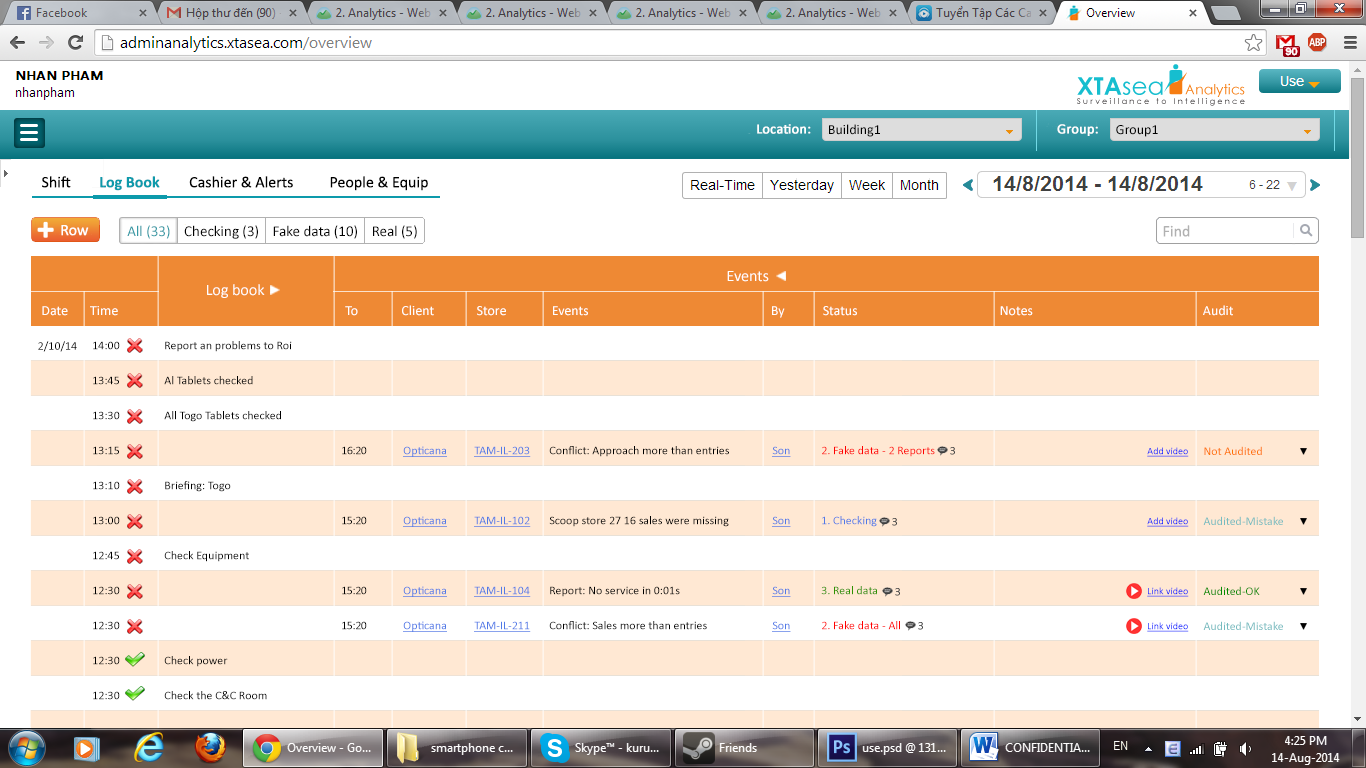 Facebook
Hộp thư đến (90)
2. Analytics - Web
2. Analytics - Web
2. Analytics - Web
2. Analytics - Web
Tuyển Tập Các Ca
Overview
adminanalytics.xtasea.com/overview
90
ABP
NHAN PHAM
nhanpham
XTAsea Analytics
Surveillance to Intelligence
Use
Location: Building1 Group: Group1
Shift Log Book Cashier & Alerts People & Equip
Real-Time Yesterday Week Month 14/8/2014 - 14/8/2014 6 - 22
Row All (33) Checking (3) Fake data (10) Real (5) Find
Log book Events
Date Time To Client Store Events By Status Notes Audit
2/10/14 14:00 Report an problems to Roi
13:45 Al Tablets checked
13:30 All Togo Tablets checked
13:15 16:20 Opticana TAM-IL-203 Conflict: Approach more than entries Son 2. Fake data - 2 Reports 3 Add video Not Audited
13:10 Briefing: Togo
13:00 15:20 Opticana TAM-IL-102 Scoop store 27 16 sales were missing Son 1. Checking 3 Add video Audited-Mistake
12:45 Check Equipment
12:30 15:20 Opticana TAM-IL-104 Report: No service in 0:01s Son 3. Real data 3 Link video Audited-OK
12:30 15:20 Opticana TAM-IL-211 Conflict: Sales more than entries Son 2. Fake data - All 3 Link video Audited-Mistake
12:30 Check power
12:30 Check the C&C Room
Overview - Go...
smartphone c...
Skype™ - kuru...
Friends
use.psd @ 131...
CONFIDENTIA...
EN
4:25 PM
14-Aug-2014